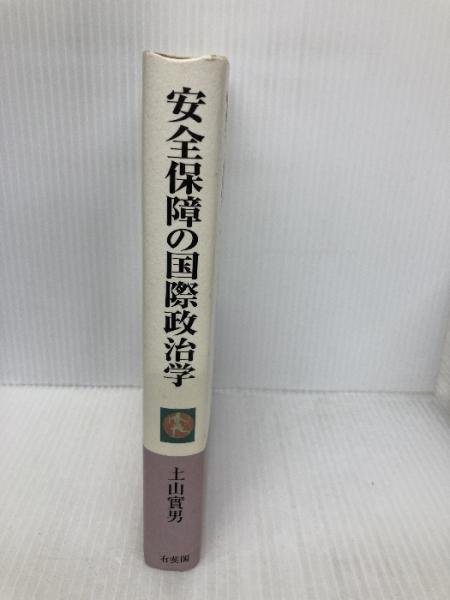 安全保障の国際政治学
土山實男
有斐閣